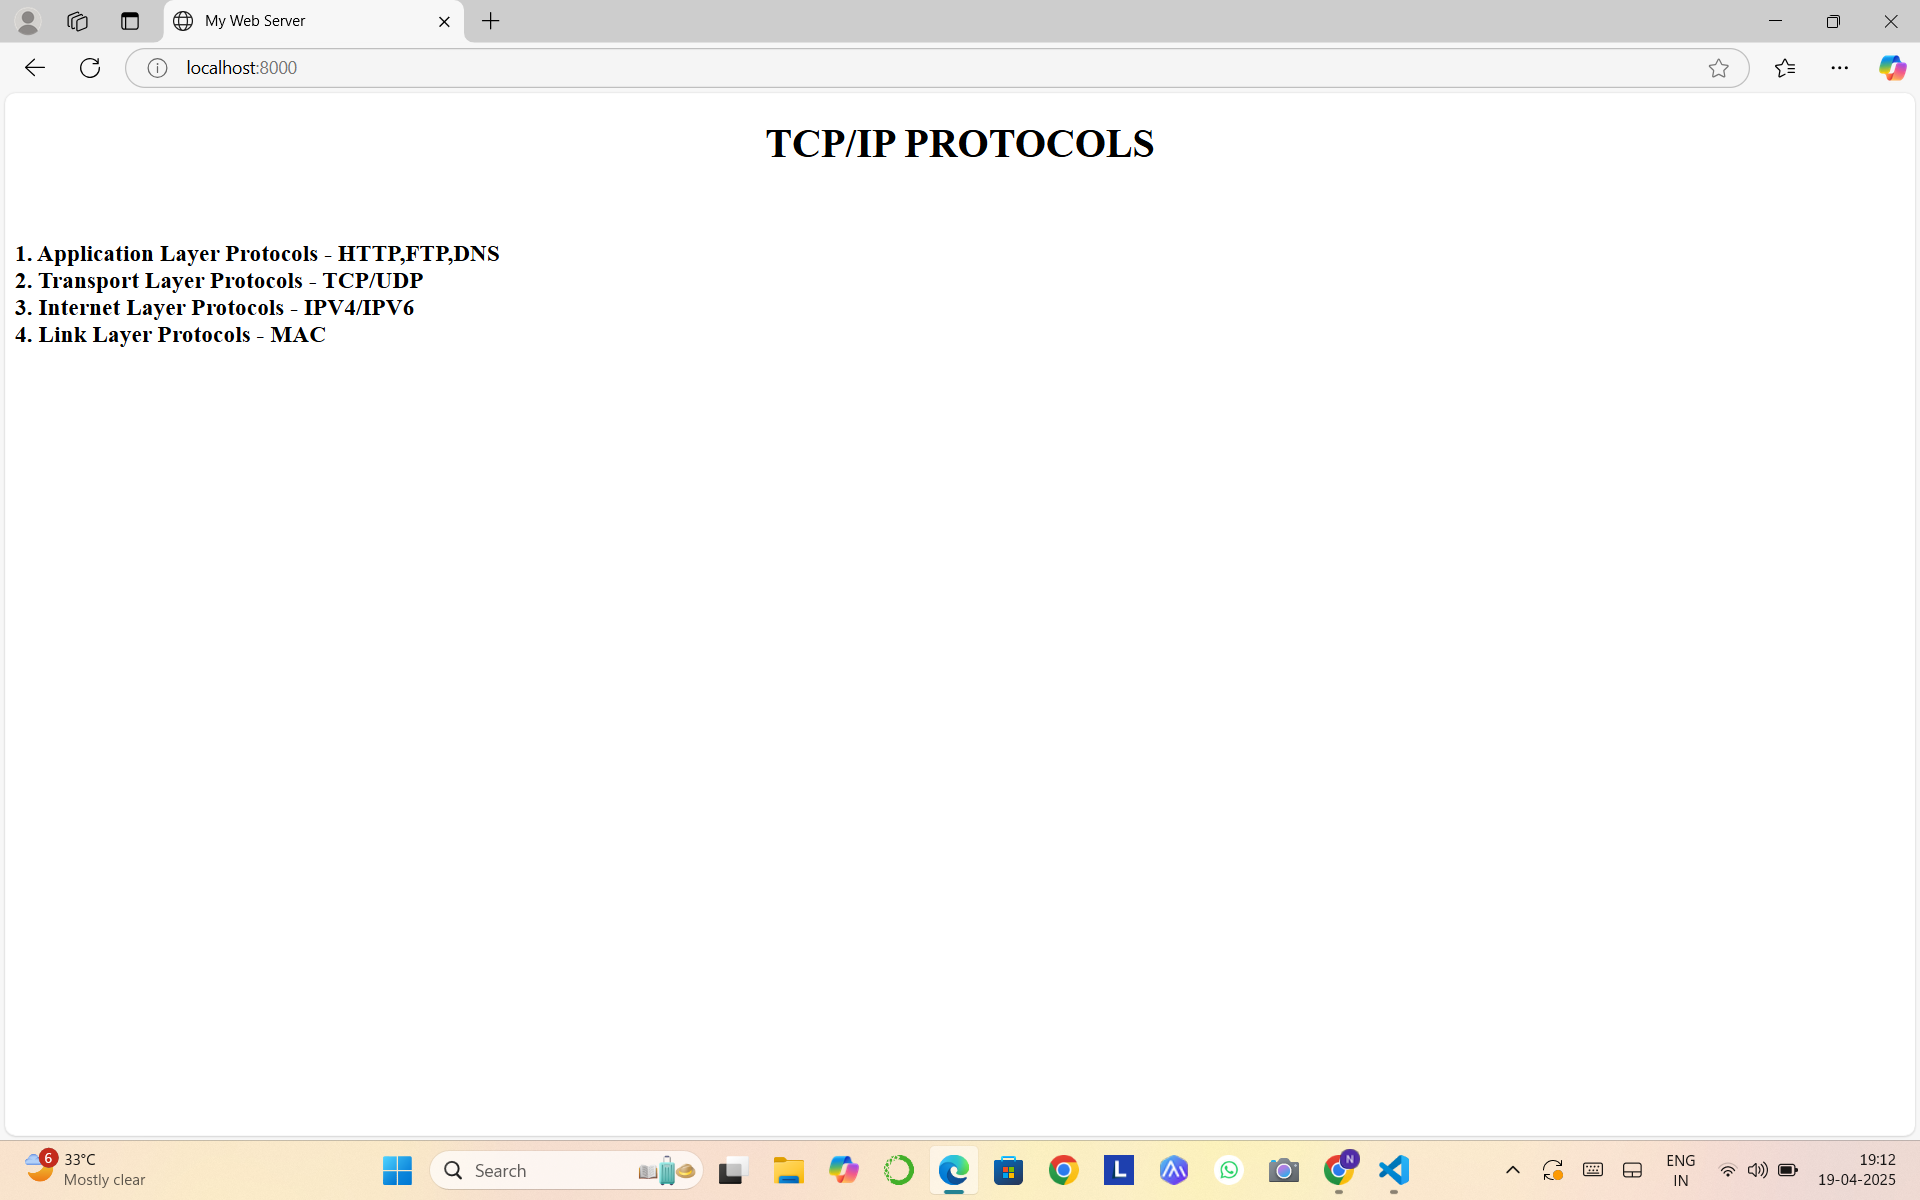 My Web Server
localhost:8000
TCP/IP PROTOCOLS
1. Application Layer Protocols - HTTP,FTP,DNS
2. Transport Layer Protocols - TCP/UDP
3. Internet Layer Protocols - IPV4/IPV6
4. Link Layer Protocols - MAC
6
33°C
Mostly clear
Search
L
N
ENG
IN
19:12
19-04-2025